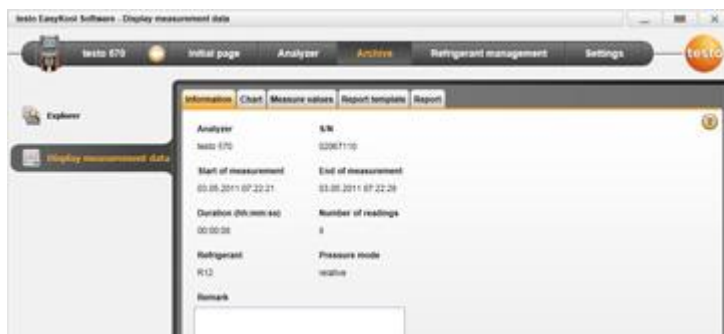 testo EasyKool Software - Display measurement data
testo 570 Initial page Analyzer Archive Refrigerant management Settings testo
Information Chart Measure values Report template Report
Explorer
Display measurement data
Analyzer S/N
testo 570 02067110
Start of measurement End of measurement
03.05.2011 07:22:21 03.05.2011 07:22:29
Duration (hh:mm:ss) Number of readings
00:00:08
Refrigerant Pressure mode
R12 relative
Remark